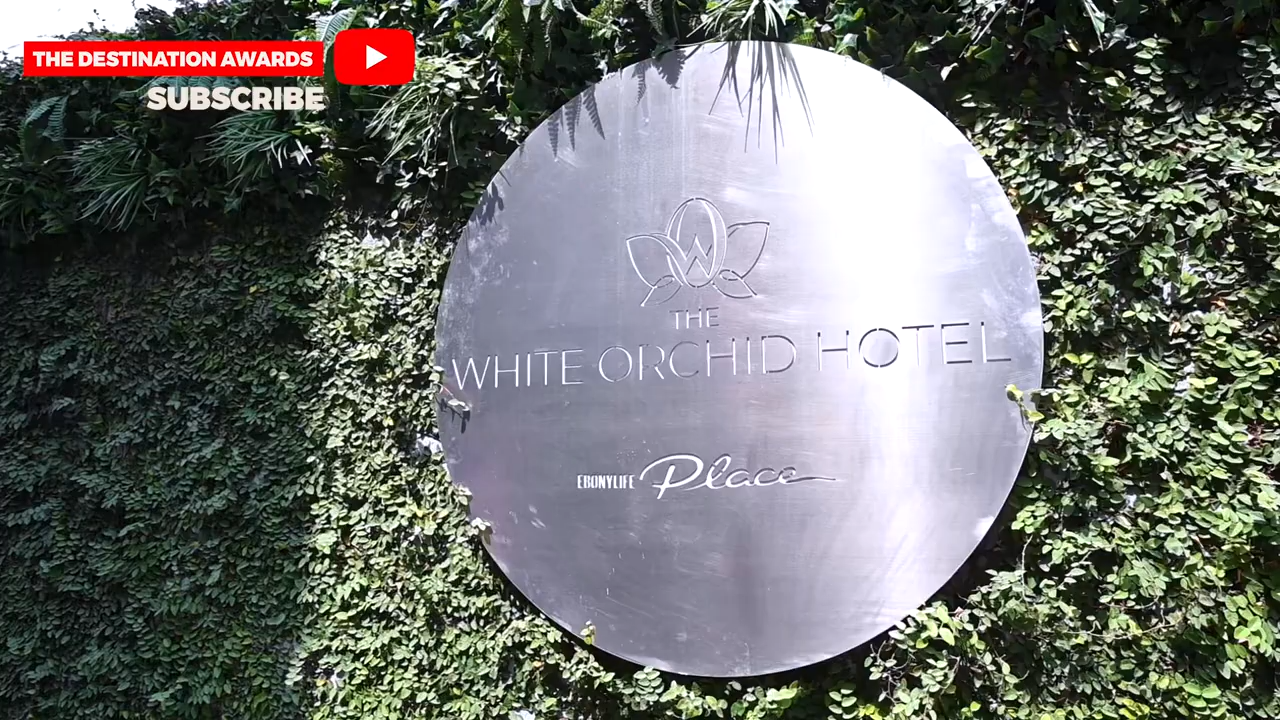 THE DESTINATION AWARDS
SUBSCRIBE
THE
WHITE ORCHID HOTEL
EBONYLIFE Place